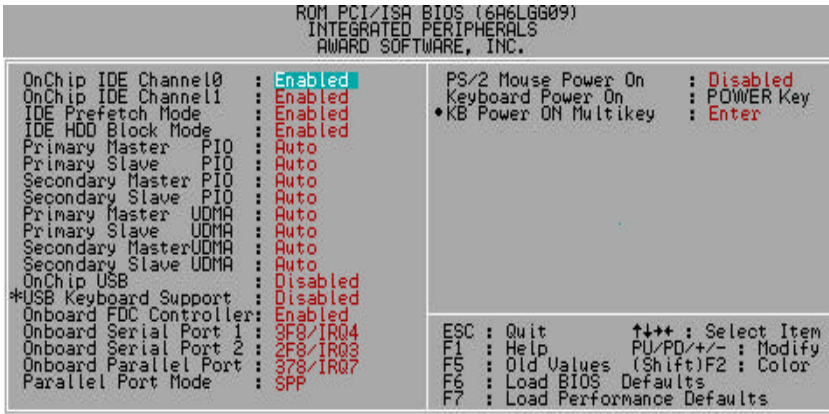 ROM PCI/ISA BIOS (6A6LGG09)
INTEGRATED PERIPHERALS
AWARD SOFTWARE, INC.
OnChip IDE Channel0 : Enabled
OnChip IDE Channel1 : Enabled
IDE Prefetch Mode : Enabled
IDE HDD Block Mode : Enabled
Primary Master PIO : Auto
Primary Slave PIO : Auto
Secondary Master PIO : Auto
Secondary Slave PIO : Auto
Primary Master UDMA : Auto
Primary Slave UDMA : Auto
Secondary MasterUDMA : Auto
Secondary Slave UDMA : Auto
OnChip USB : Disabled
*USB Keyboard Support : Disabled
Onboard FDC Controller: Enabled
Onboard Serial Port 1 : 3F8/IRQ4
Onboard Serial Port 2 : 2F8/IRQ3
Onboard Parallel Port : 378/IRQ7
Parallel Port Mode : SPP
PS/2 Mouse Power On : Disabled
Keyboard Power On : POWER Key
•KB Power ON Multikey : Enter
ESC : Quit ↑↓→← : Select Item
F1 : Help PU/PD/+/- : Modify
F5 : Old Values (Shift)F2 : Color
F6 : Load BIOS Defaults
F7 : Load Performance Defaults